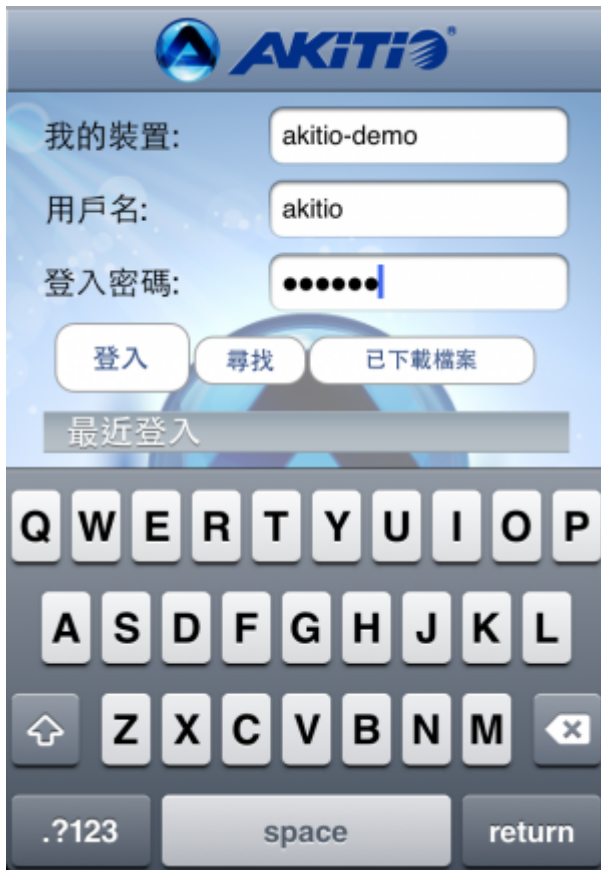 AKiTiO®
我的裝置: akitio-demo
用戶名: akitio
登入密碼: ••••••
登入 尋找 已下載檔案
最近登入
Q W E R T Y U I O P
A S D F G H J K L
Z X C V B N M
.?123 space return